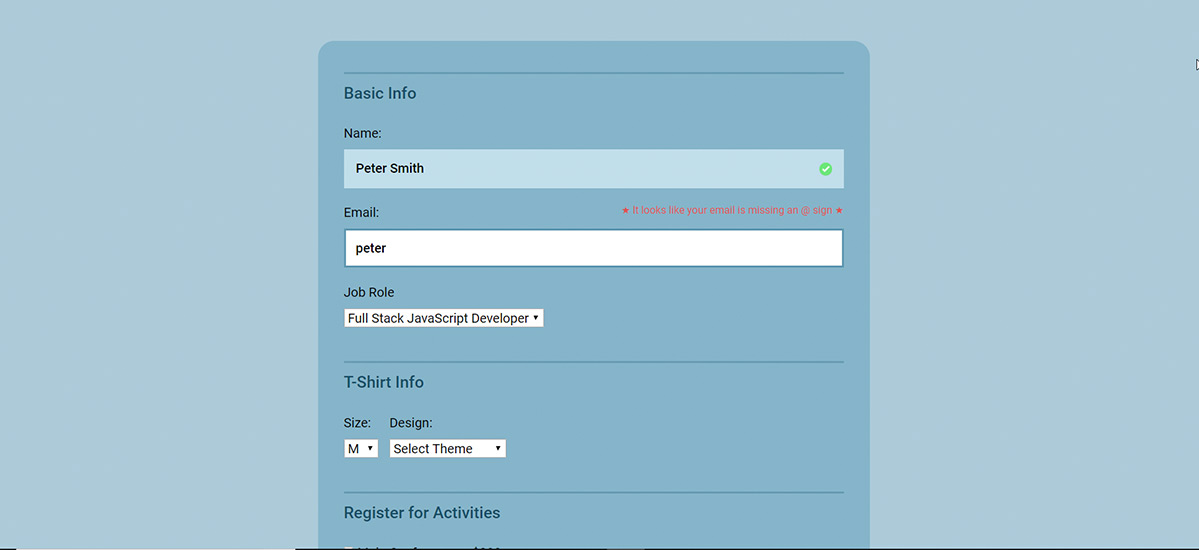 Basic Info
Name:
Peter Smith
Email: ★ It looks like your email is missing an @ sign ★
peter
Job Role
Full Stack JavaScript Developer
T-Shirt Info
Size: Design:
M Select Theme
Register for Activities